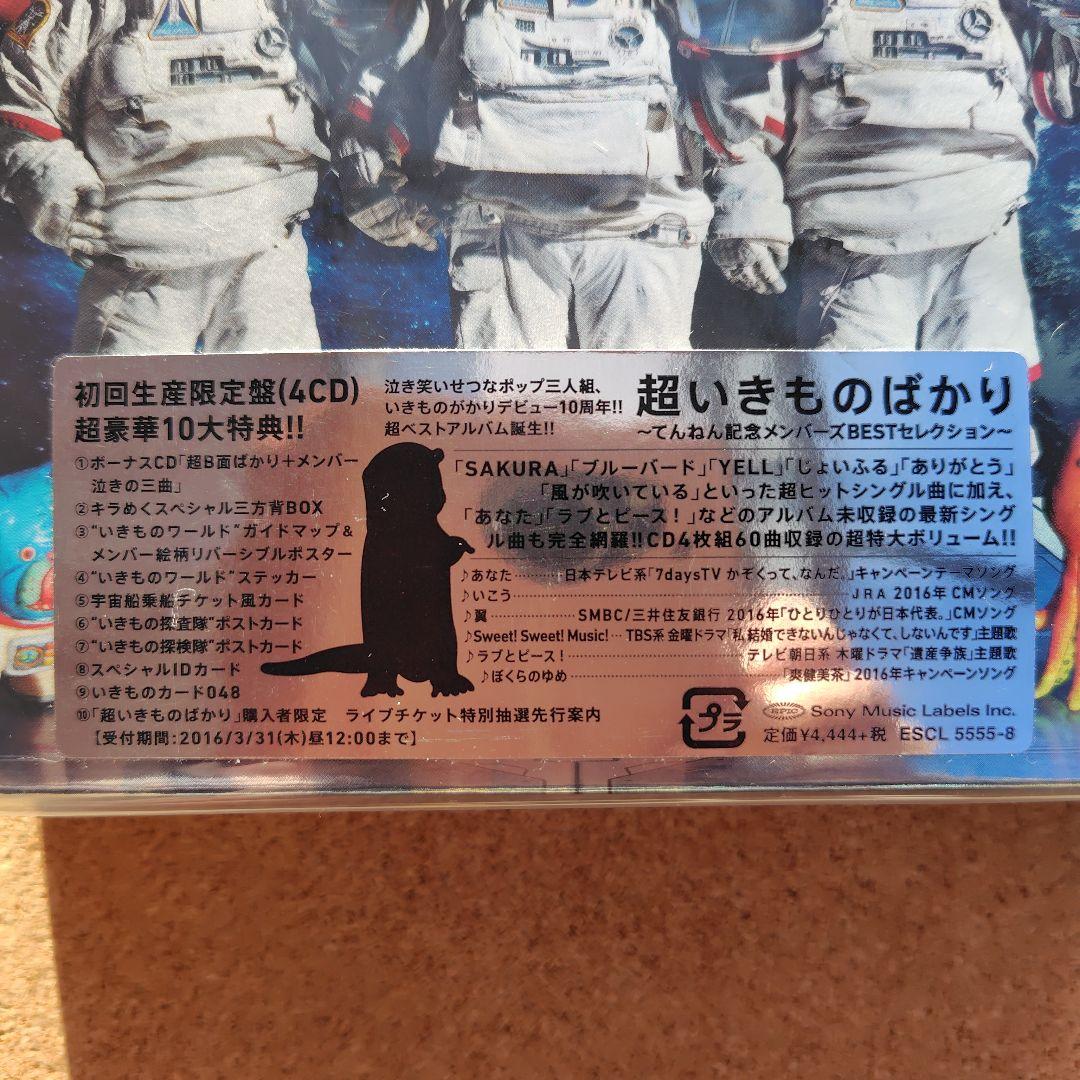 初回生産限定盤(4CD)
超豪華10大特典!!
①ボーナスCD「超B面ばかり+メンバー
泣きの三曲」
②キラめくスペシャル三方背BOX
③"いきものワールド"ガイドマップ&
メンバー絵柄リバーシブルポスター
④"いきものワールド"ステッカー
⑤宇宙船乗船チケット風カード
⑥"いきもの探査隊"ポストカード
⑦"いきもの探検隊"ポストカード
⑧スペシャルIDカード
⑨いきものカード048
⑩「超いきものばかり」購入者限定 ライブチケット特別抽選先行案内
【受付期間:2016/3/31(木)昼12:00まで】
泣き笑いせつなポップ三人組、
いきものがかりデビュー10周年!!
超ベストアルバム誕生!!
超いきものばかり
~てんねん記念メンバーズBESTセレクション~
「SAKURA」「ブルーバード」「YELL」「じょいふる」「ありがとう」
「風が吹いている」といった超ヒットシングル曲に加え、
「あなた」「ラブとピース!」などのアルバム未収録の最新シング
ル曲も完全網羅!!CD4枚組60曲収録の超特大ボリューム!!
♪あなた…………日本テレビ系「7daysTV かぞくって、なんだ。」キャンペーンテーマソング
♪いこう…………JRA 2016年 CMソング
♪翼…………SMBC/三井住友銀行 2016年「ひとりひとりが日本代表。」CMソング
♪Sweet! Sweet! Music!…TBS系 金曜ドラマ「私 結婚できないんじゃなくて、しないんです」主題歌
♪ラブとピース!…………テレビ朝日系 木曜ドラマ「遺産争族」主題歌
♪ぼくらのゆめ…………「爽健美茶」2016年キャンペーンソング
プラ
EPIC Sony Music Labels Inc.
定価¥4,444+税 ESCL 5555-8